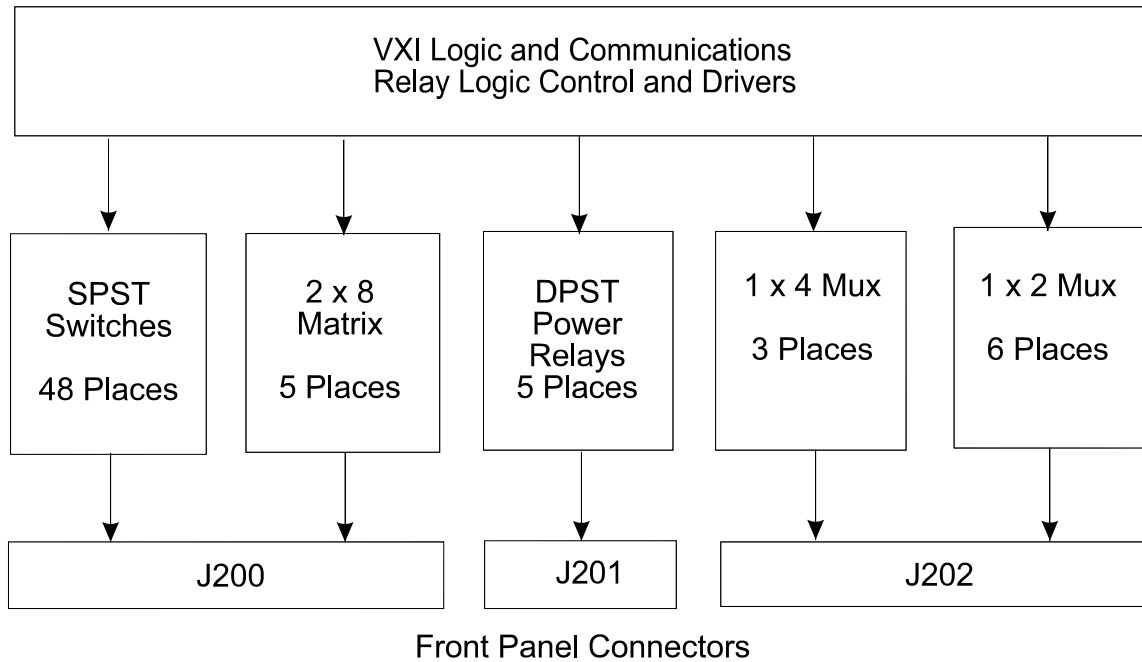 VXI Logic and Communications
Relay Logic Control and Drivers
SPST
Switches
48 Places
2 x 8
Matrix
5 Places
DPST
Power
Relays
5 Places
1 x 4 Mux
3 Places
1 x 2 Mux
6 Places
J200
J201
J202
Front Panel Connectors